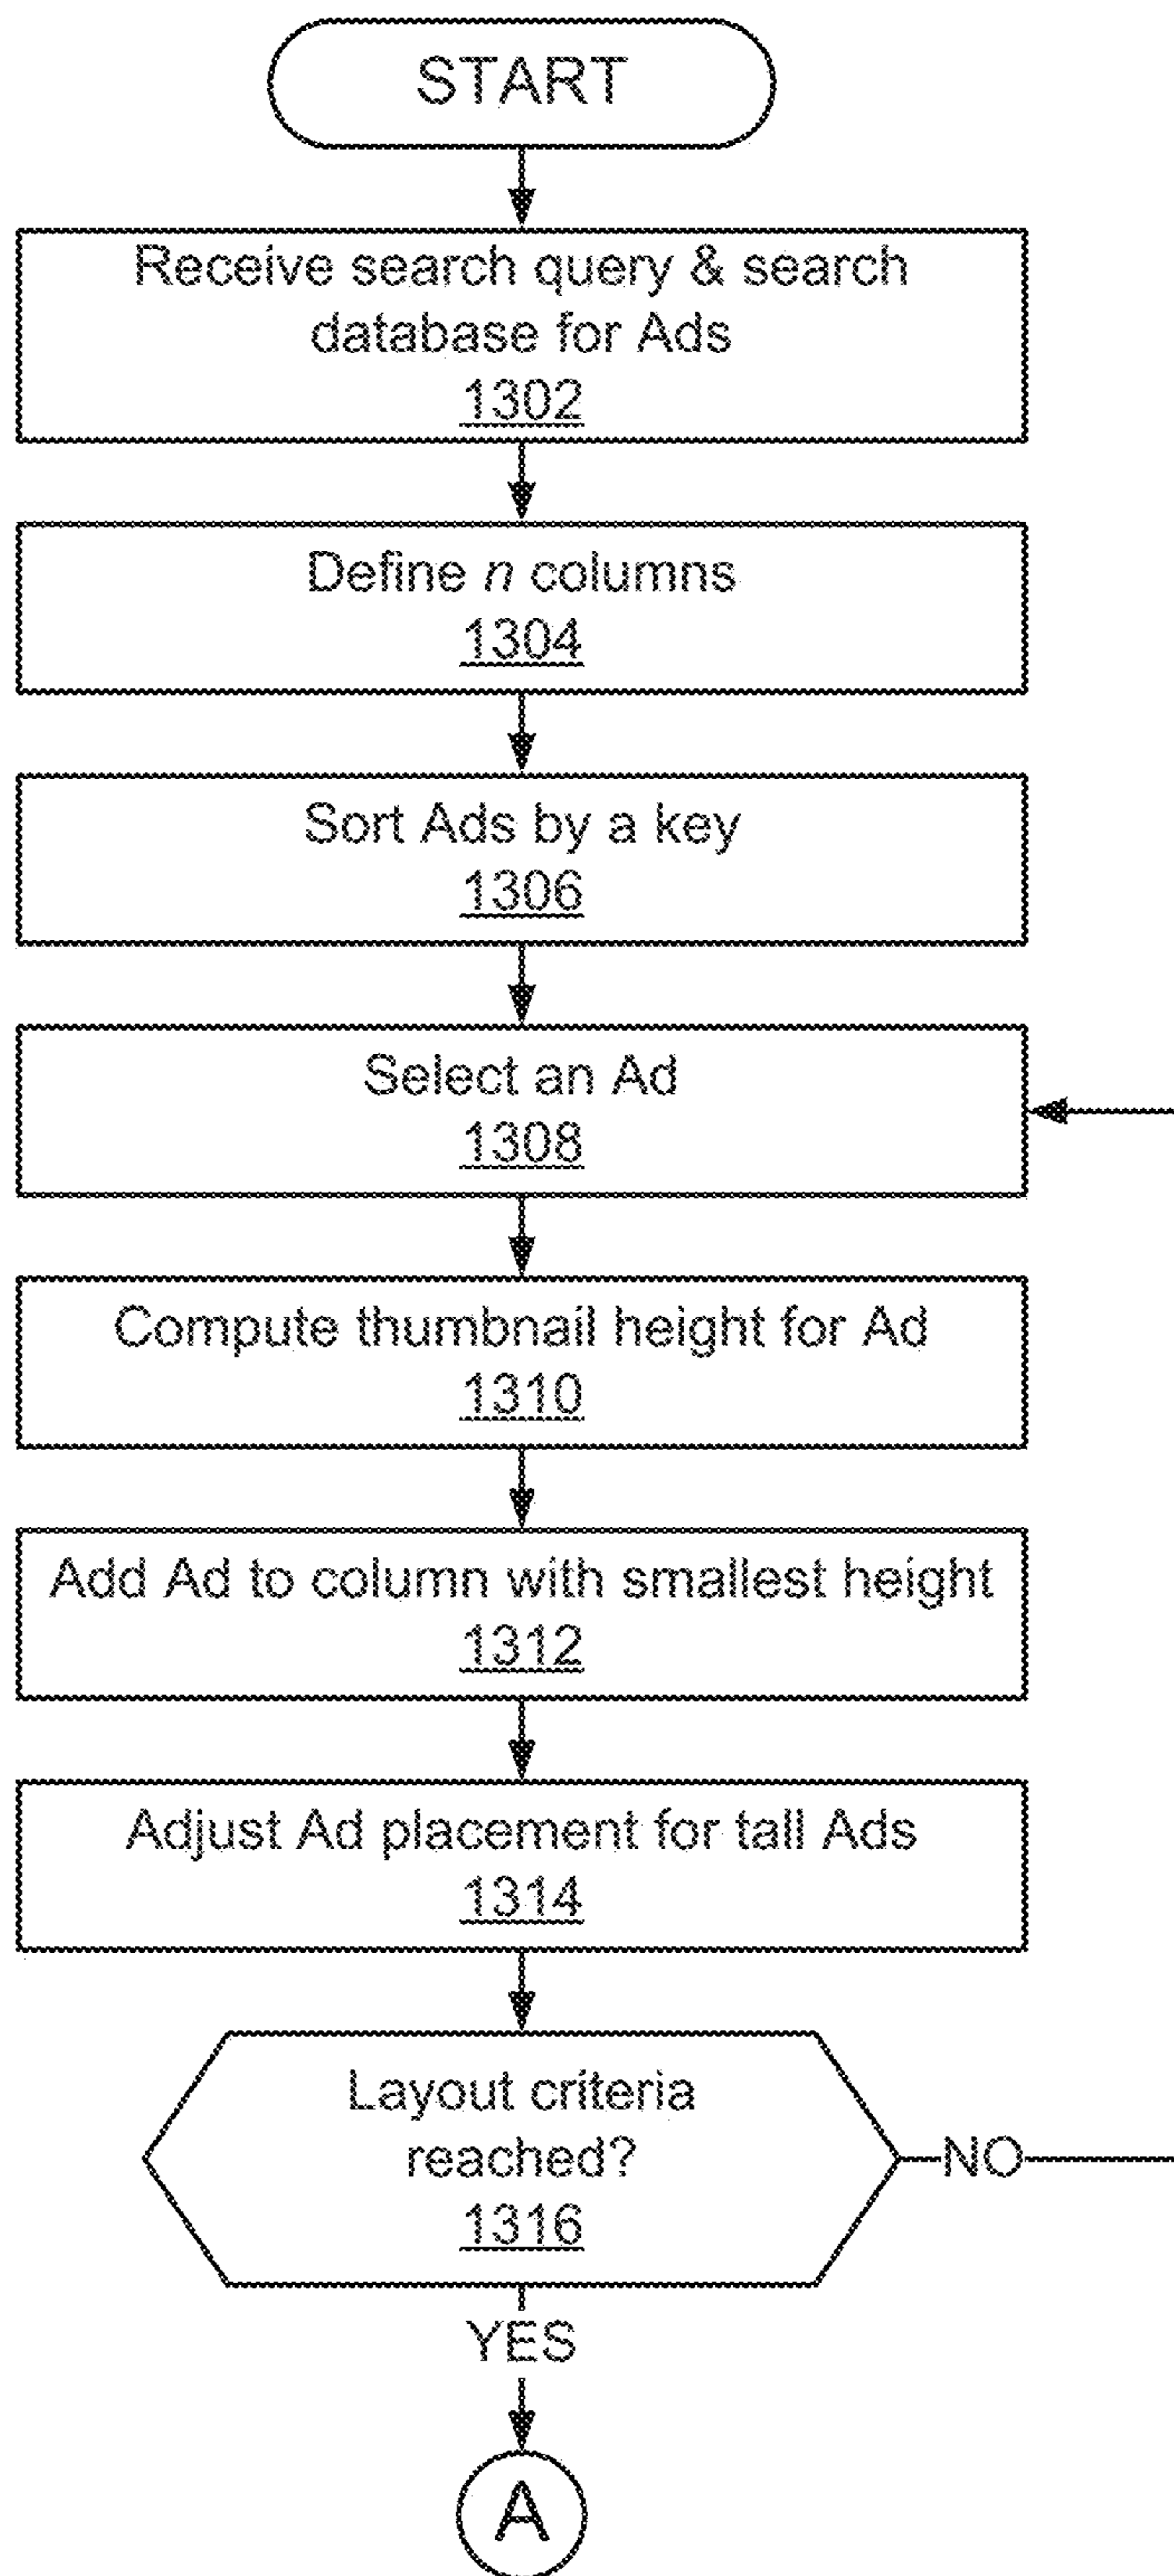 START
Receive search query & search
database for Ads
1302
Define n columns
1304
Sort Ads by a key
1306
Select an Ad
1308
Compute thumbnail height for Ad
1310
Add Ad to column with smallest height
1312
Adjust Ad placement for tall Ads
1314
Layout criteria
reached?
1316
NO
YES
A